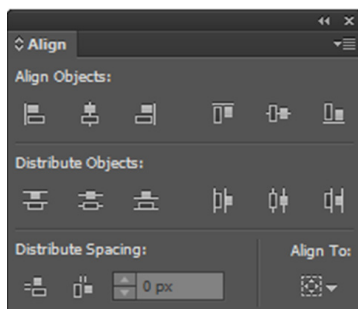 Align
Align Objects:
Distribute Objects:
Distribute Spacing: Align To:
0 px